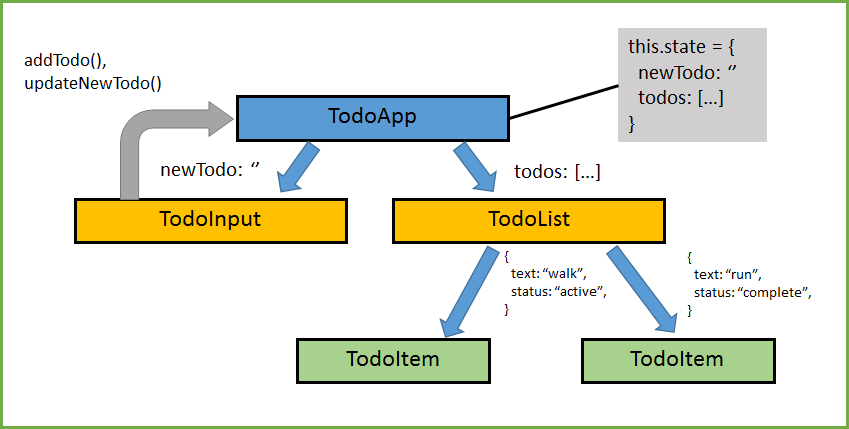 addTodo(),
updateNewTodo()
this.state = {
newTodo: ‘’
todos: […]
}
TodoApp
newTodo: ‘’
todos: […]
TodoInput
TodoList
{
text: “walk”,
status: “active”,
}
{
text: “run”,
status: “complete”,
}
TodoItem
TodoItem